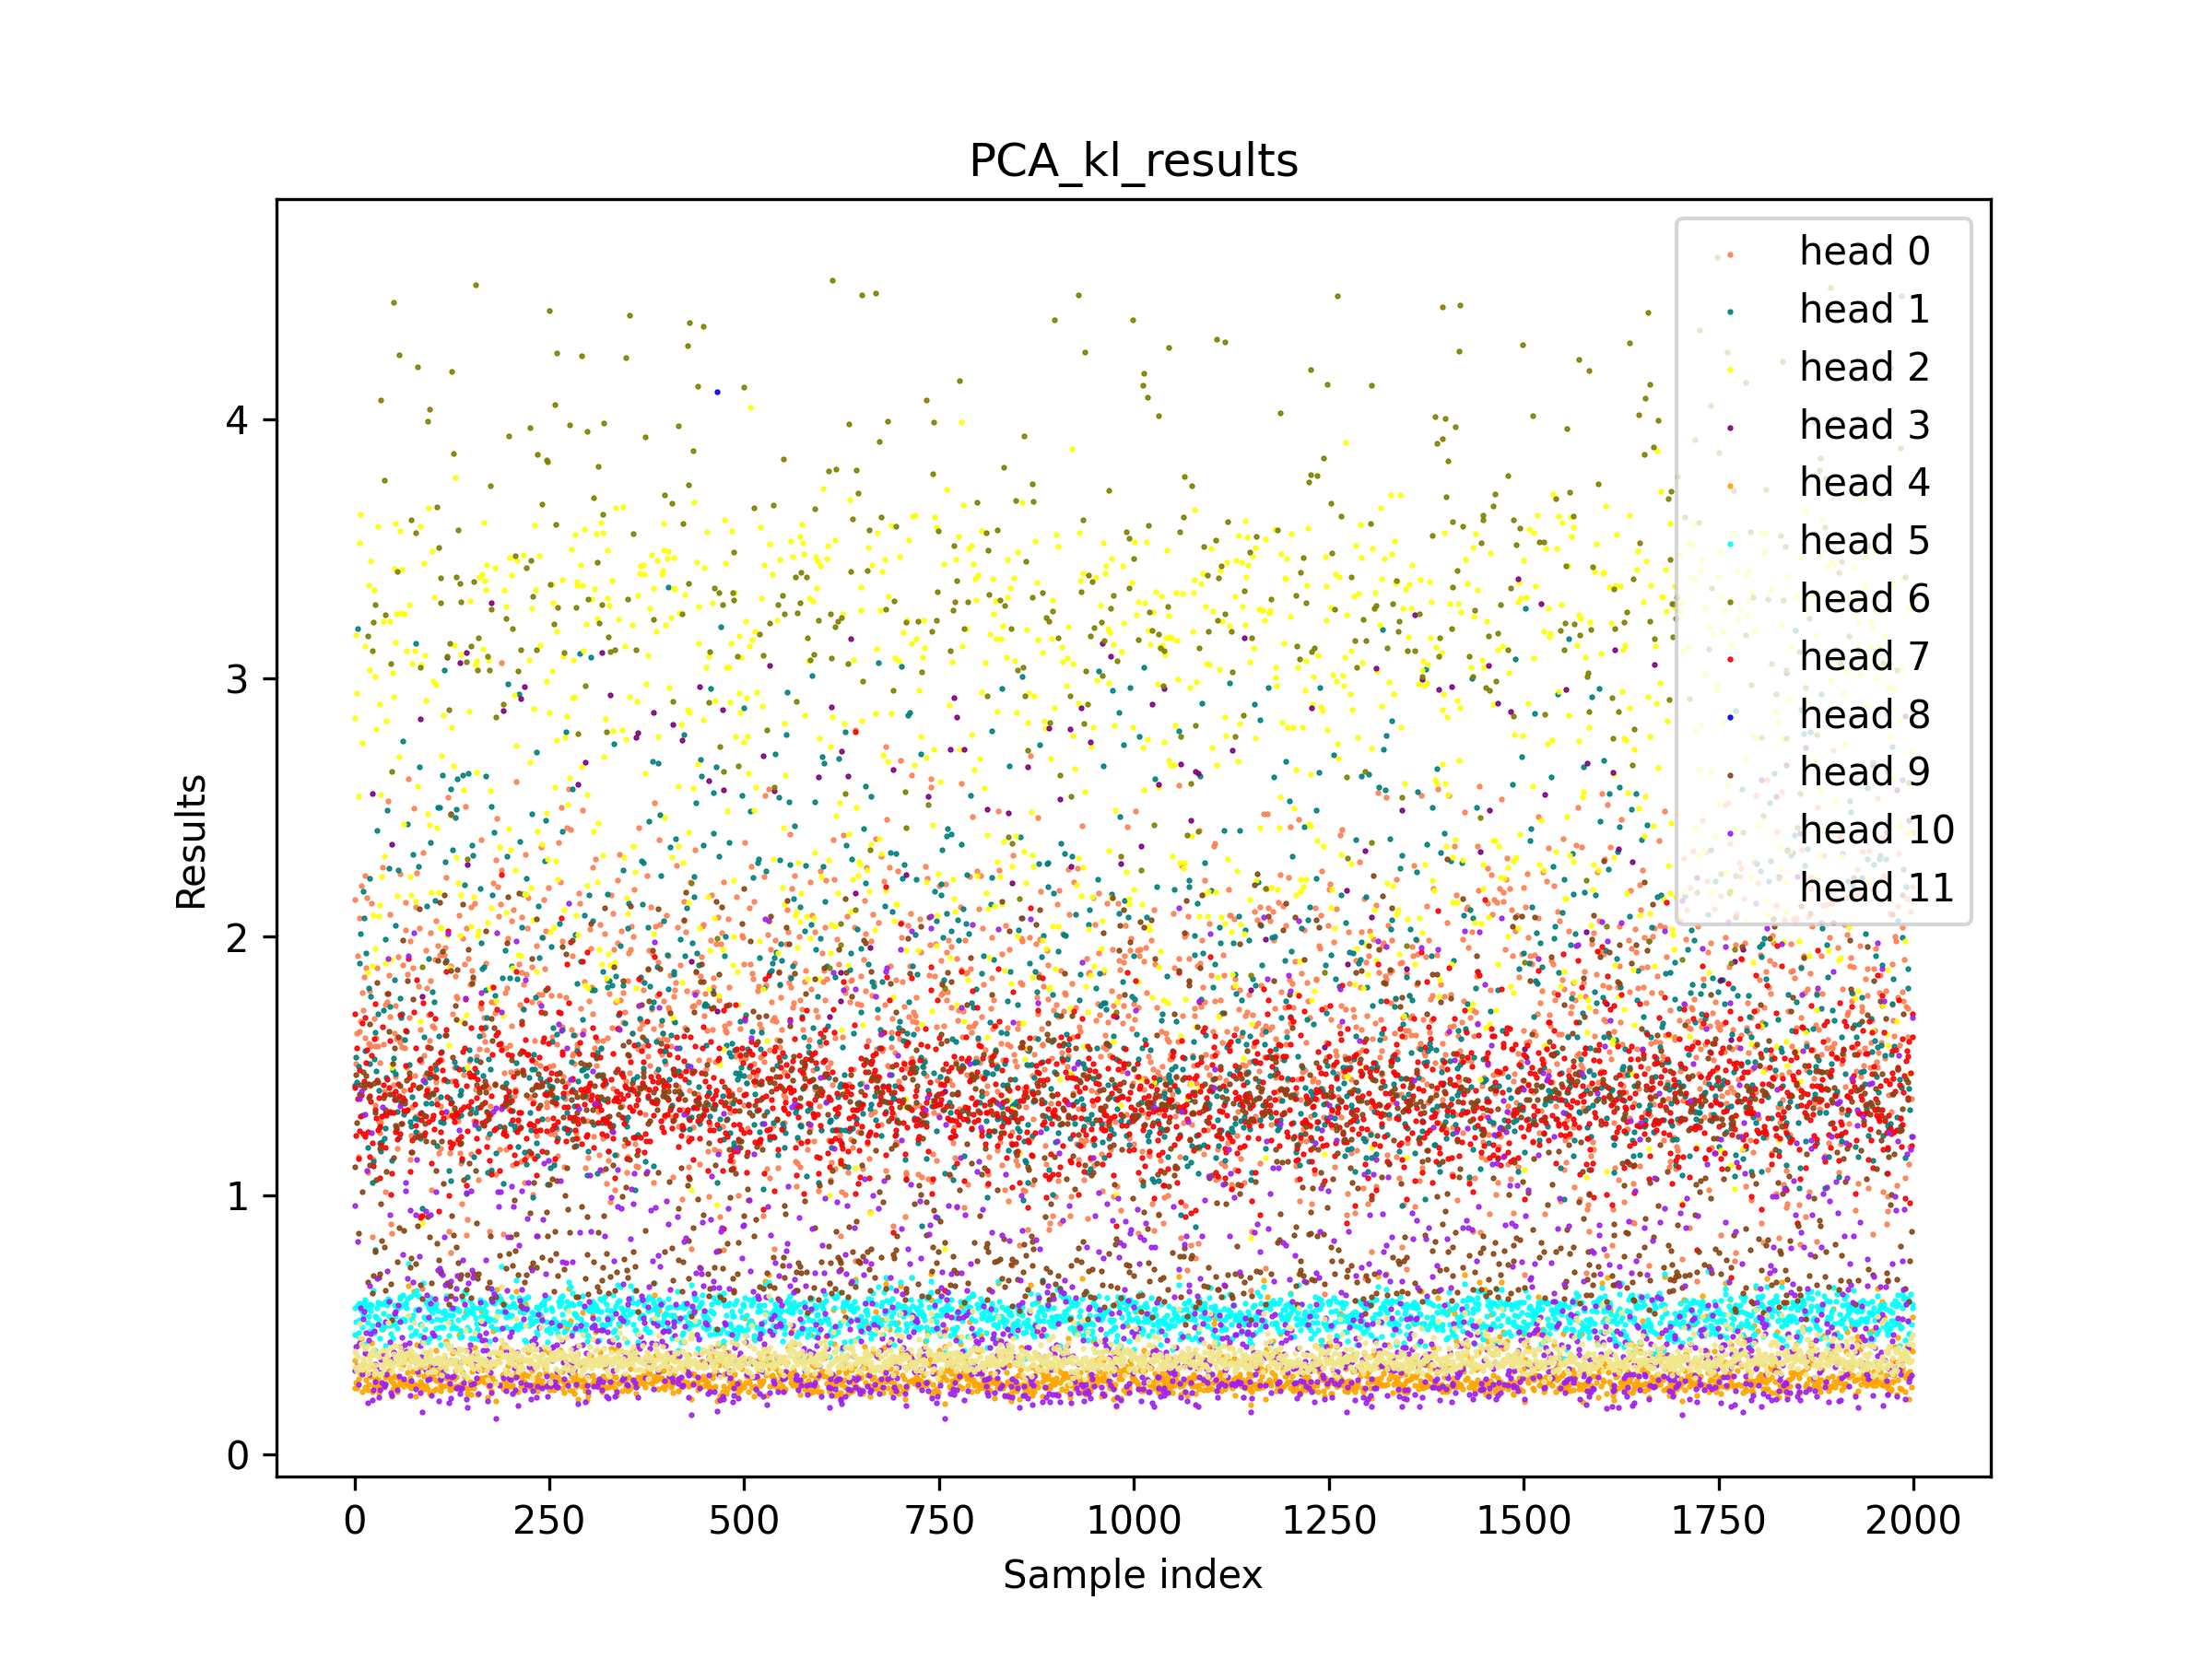 PCA_kl_results
head 0
head 1
head 2
head 3
head 4
head 5
head 6
head 7
head 8
head 9
head 10
head 11
4
3
2
1
0
Results
0 250 500 750 1000 1250 1500 1750 2000
Sample index